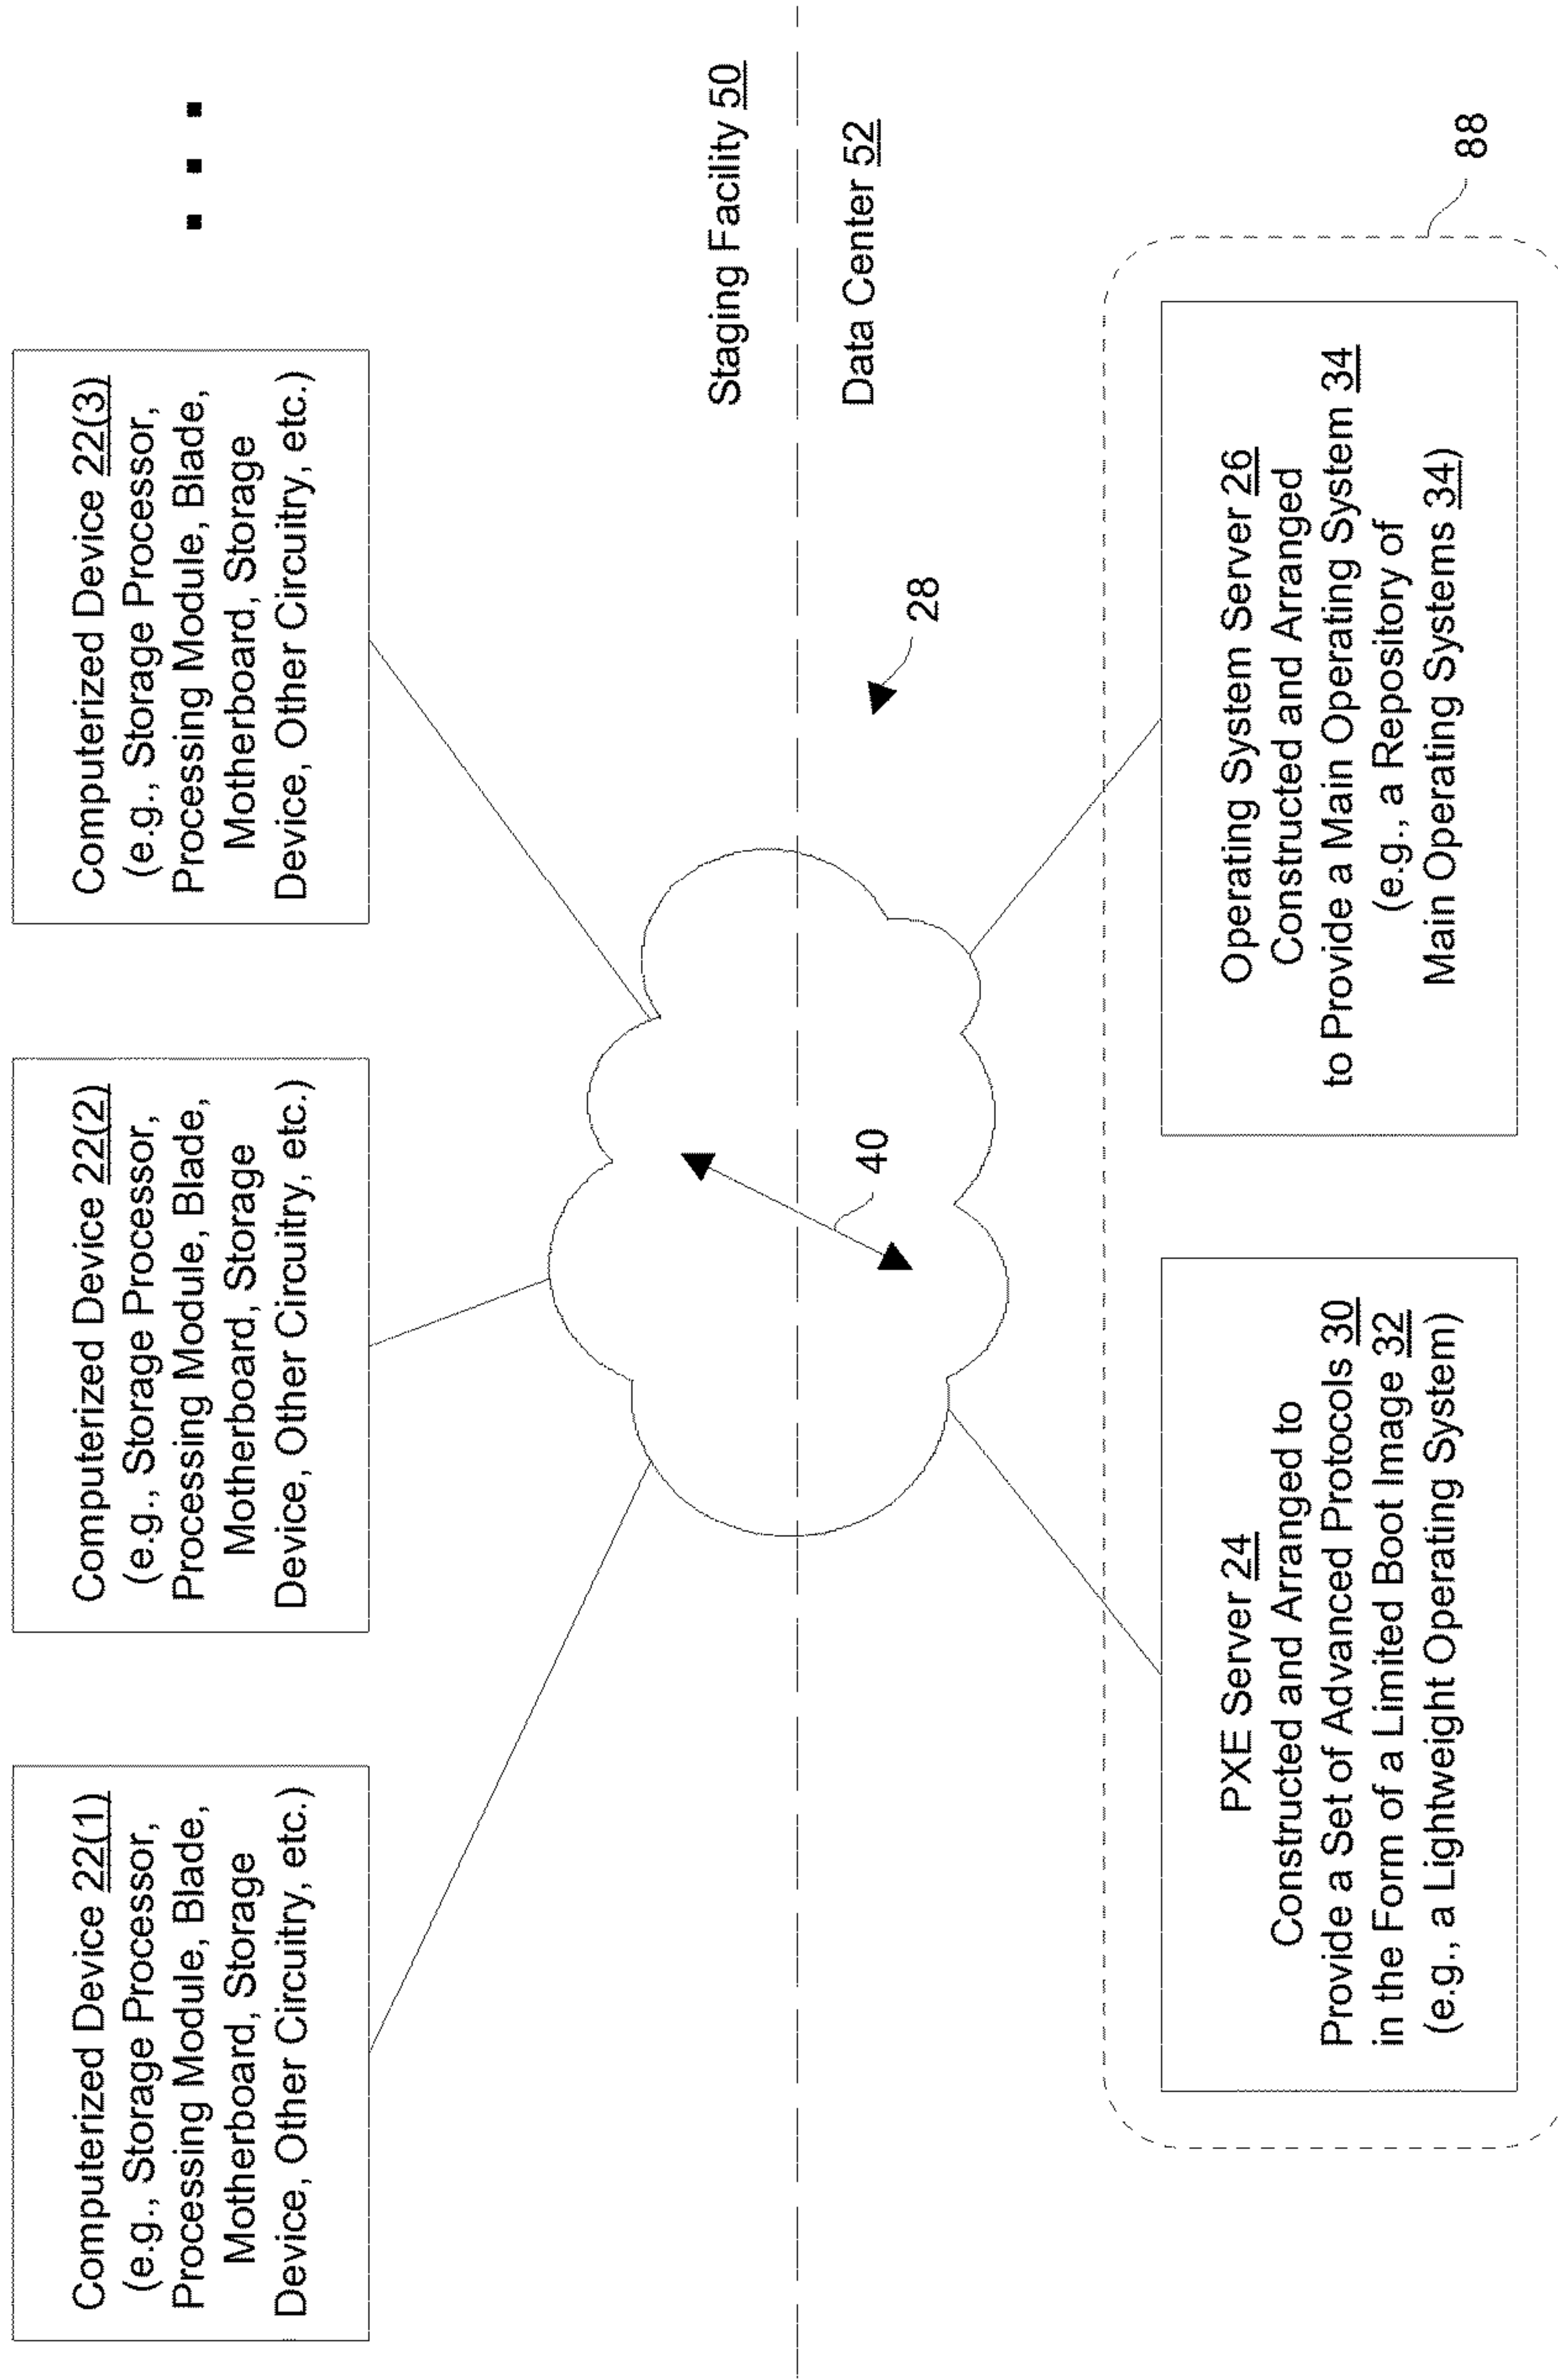 Computerized Device 22(1)
(e.g., Storage Processor,
Processing Module, Blade,
Motherboard, Storage
Device, Other Circuitry, etc.)
Computerized Device 22(2)
(e.g., Storage Processor,
Processing Module, Blade,
Motherboard, Storage
Device, Other Circuitry, etc.)
Computerized Device 22(3)
(e.g., Storage Processor,
Processing Module, Blade,
Motherboard, Storage
Device, Other Circuitry, etc.)
Staging Facility 50
Data Center 52
28
40
PXE Server 24
Constructed and Arranged to
Provide a Set of Advanced Protocols 30
in the Form of a Limited Boot Image 32
(e.g., a Lightweight Operating System)
Operating System Server 26
Constructed and Arranged
to Provide a Main Operating System 34
(e.g., a Repository of
Main Operating Systems 34)
88